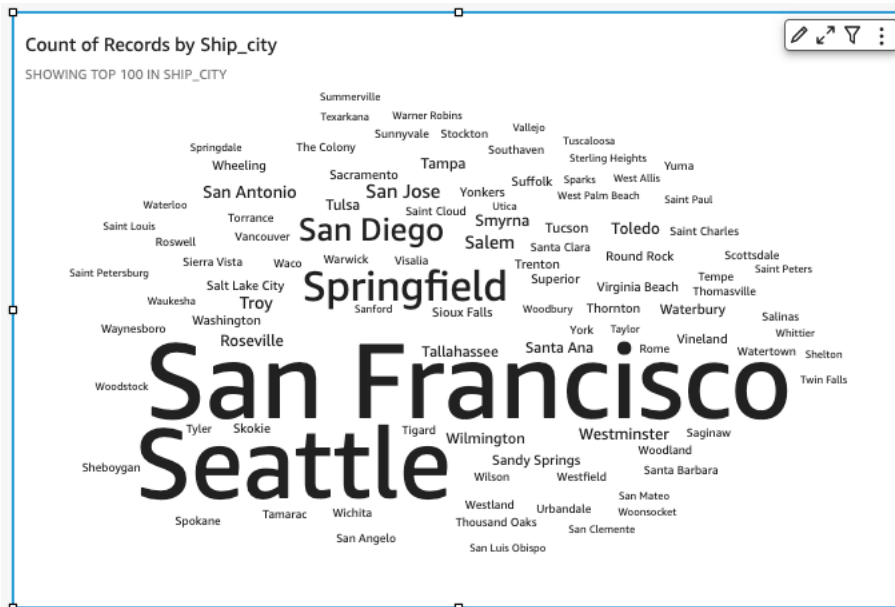 Count of Records by Ship_city
SHOWING TOP 100 IN SHIP_CITY
Summerville
Texarkana
Warner Robins
Vallejo
Sunnyvale
Stockton
Tuscaloosa
Springdale
The Colony
Southaven
Sterling Heights
Wheeling
Tampa
Yuma
Sacramento
Suffolk
Sparks
West Allis
San Antonio
San Jose
Yonkers
West Palm Beach
Saint Paul
Waterloo
Tulsa
Saint Cloud
Utica
Torrance
Smyrna
Saint Louis
San Diego
Tucson
Toledo
Saint Charles
Roswell
Vancouver
Salem
Santa Clara
Round Rock
Scottsdale
Sierra Vista
Waco
Warwick
Visalia
Trenton
Saint Peters
Saint Petersburg
Superior
Tempe
Salt Lake City
Springfield
Virginia Beach
Thomasville
Waukesha
Troy
Sanford
Sioux Falls
Woodbury
Thornton
Waterbury
Salinas
Washington
Waynesboro
York
Taylor
Whittier
Roseville
Vineland
Tallahassee
Santa Ana
Rome
Watertown
Shelton
San Francisco
Woodstock
Twin Falls
Tyler
Skokie
Tigard
Wilmington
Westminster
Saginaw
Seattle
Woodland
Sheboygan
Sandy Springs
Santa Barbara
Wilson
Westfield
San Mateo
Westland
Urbandale
Woonsocket
Spokane
Tamarac
Wichita
Thousand Oaks
San Clemente
San Angelo
San Luis Obispo